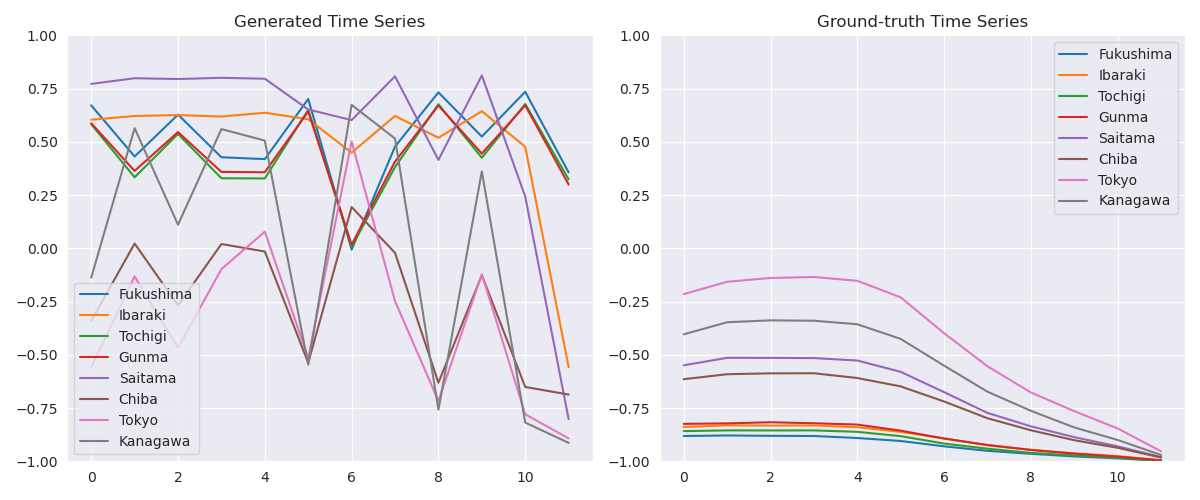 Generated Time Series
1.00
0.75
0.50
0.25
0.00
−0.25
−0.50
−0.75
−1.00
0 2 4 6 8 10
Fukushima
Ibaraki
Tochigi
Gunma
Saitama
Chiba
Tokyo
Kanagawa
Ground-truth Time Series
1.00
0.75
0.50
0.25
0.00
−0.25
−0.50
−0.75
−1.00
0 2 4 6 8 10
Fukushima
Ibaraki
Tochigi
Gunma
Saitama
Chiba
Tokyo
Kanagawa